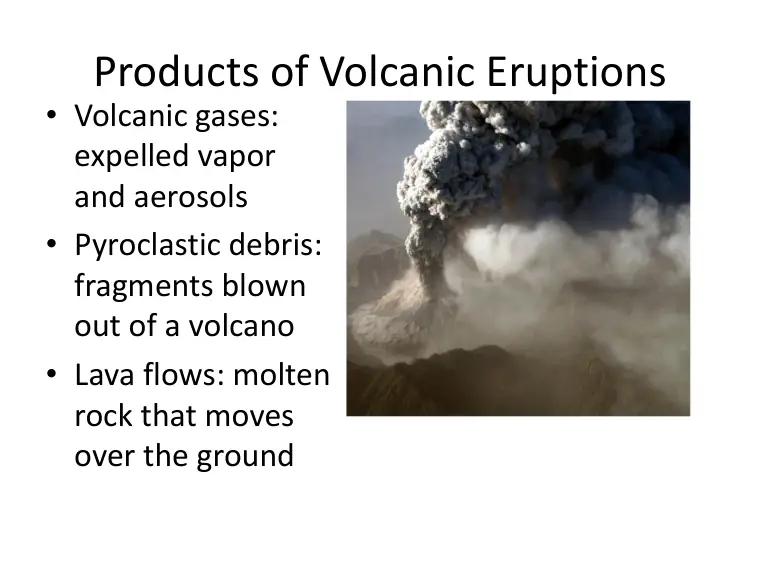 Products of Volcanic Eruptions
• Volcanic gases:
expelled vapor
and aerosols
• Pyroclastic debris:
fragments blown
out of a volcano
• Lava flows: molten
rock that moves
over the ground